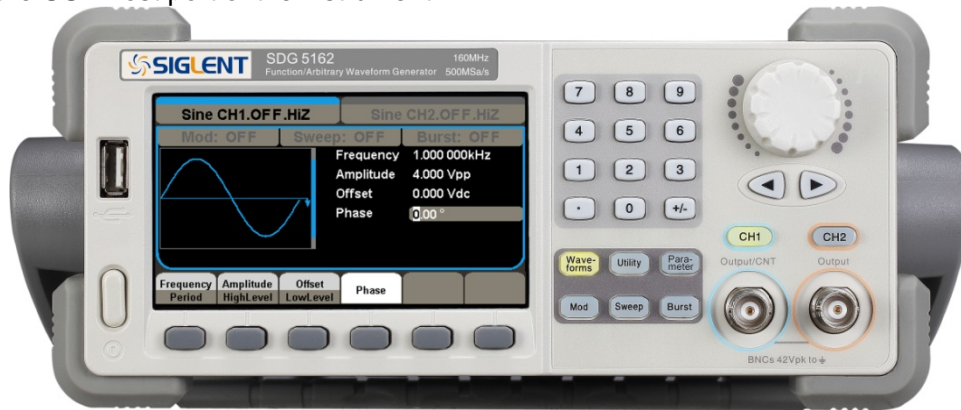 SIGLENT
SDG 5162 160MHz
Function/Arbitrary Waveform Generator 500MSa/s
Sine CH1.OFF.HiZ Sine CH2.OFF.HIZ
Mod: OFF Sweep: OFF Burst: OFF
Frequency 1.000 000kHz
Amplitude 4.000 Vpp
Offset 0.000 Vdc
Phase 0.00 °
Frequency Amplitude Offset Phase
Period HighLevel LowLevel
7 8 9
4 5 6
1 2 3
. 0 +/-
CH1 CH2
Wave-
forms
Utility
Para-
meter
Mod Sweep Burst
Output/CNT Output
BNCs 42Vpk to ⏚